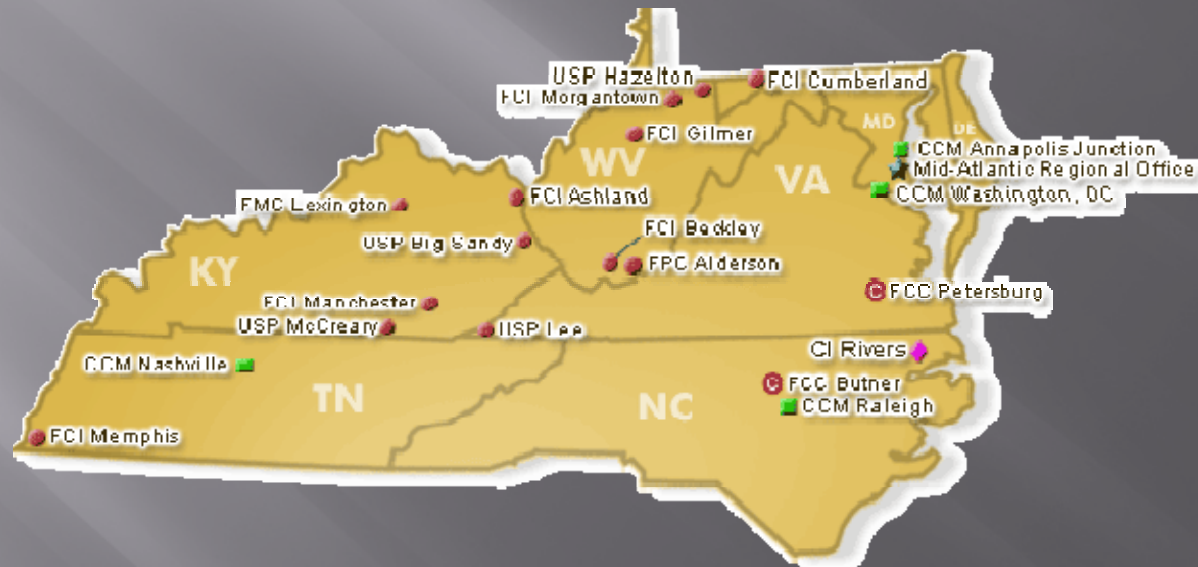 USP Hazelton
FCI Cumberland
FCI Morgantown
MD
FCI Gilmer
DE
WV
VA
CCM Annapolis Junction
Mid-Atlantic Regional Office
CCM Washington, DC
FMC Lexington
FCI Ashland
FCI Beckley
USP Big Sandy
FPC Alderson
KY
C FCC Petersburg
FCI Manchester
USP McCreary
USP Lee
CI Rivers
CCM Nashville
C FCC Butner
TN
NC
CCM Raleigh
FCI Memphis